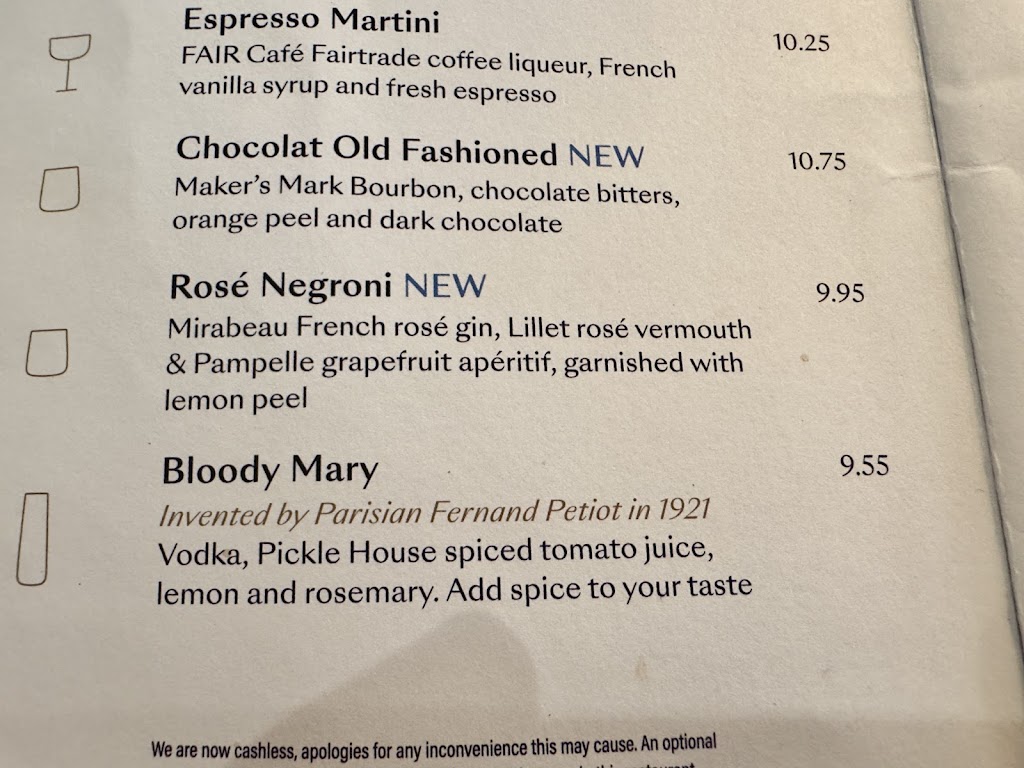 Espresso Martini 10.25
FAIR Café Fairtrade coffee liqueur, French
vanilla syrup and fresh espresso
Chocolat Old Fashioned NEW 10.75
Maker's Mark Bourbon, chocolate bitters,
orange peel and dark chocolate
Rosé Negroni NEW 9.95
Mirabeau French rosé gin, Lillet rosé vermouth
& Pampelle grapefruit apéritif, garnished with
lemon peel
Bloody Mary 9.55
Invented by Parisian Fernand Petiot in 1921
Vodka, Pickle House spiced tomato juice,
lemon and rosemary. Add spice to your taste
We are now cashless, apologies for any inconvenience this may cause. An optional